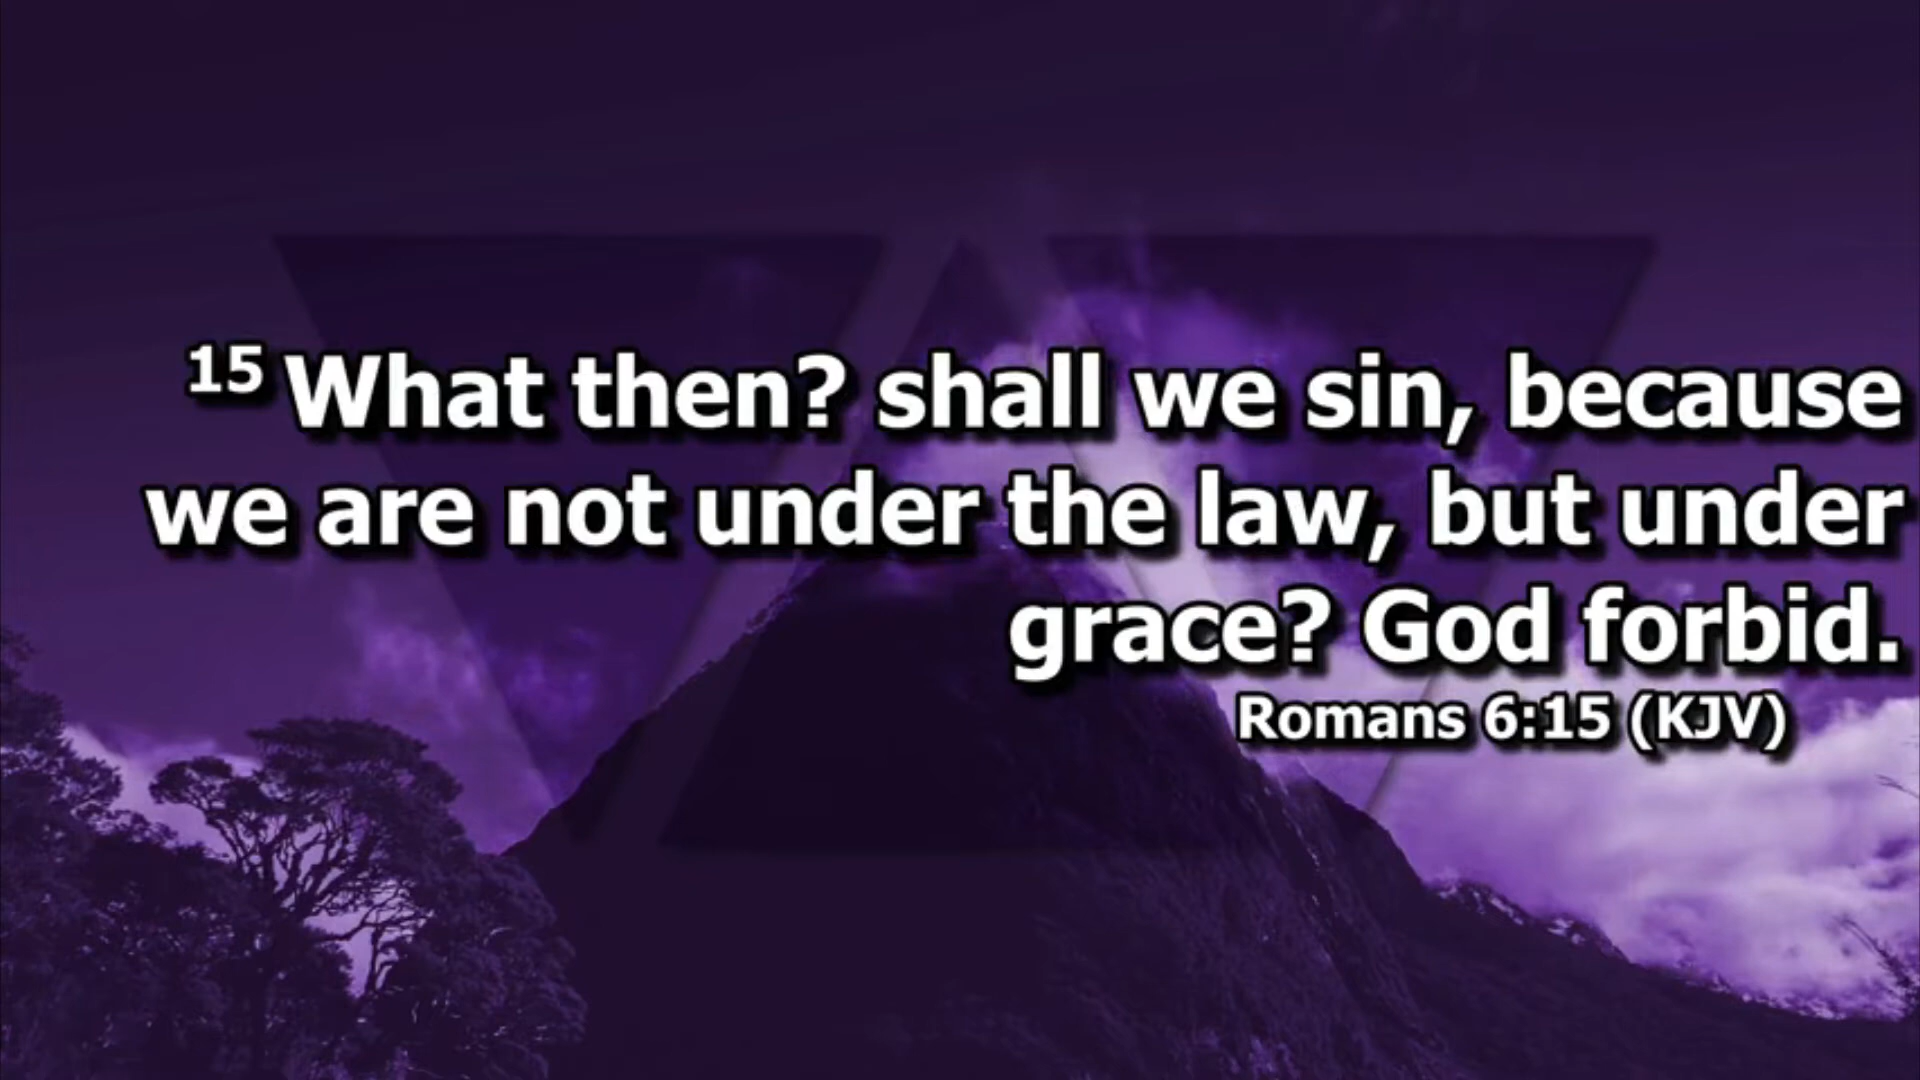 15 What then? shall we sin, because
we are not under the law, but under
grace? God forbid.
Romans 6:15 (KJV)